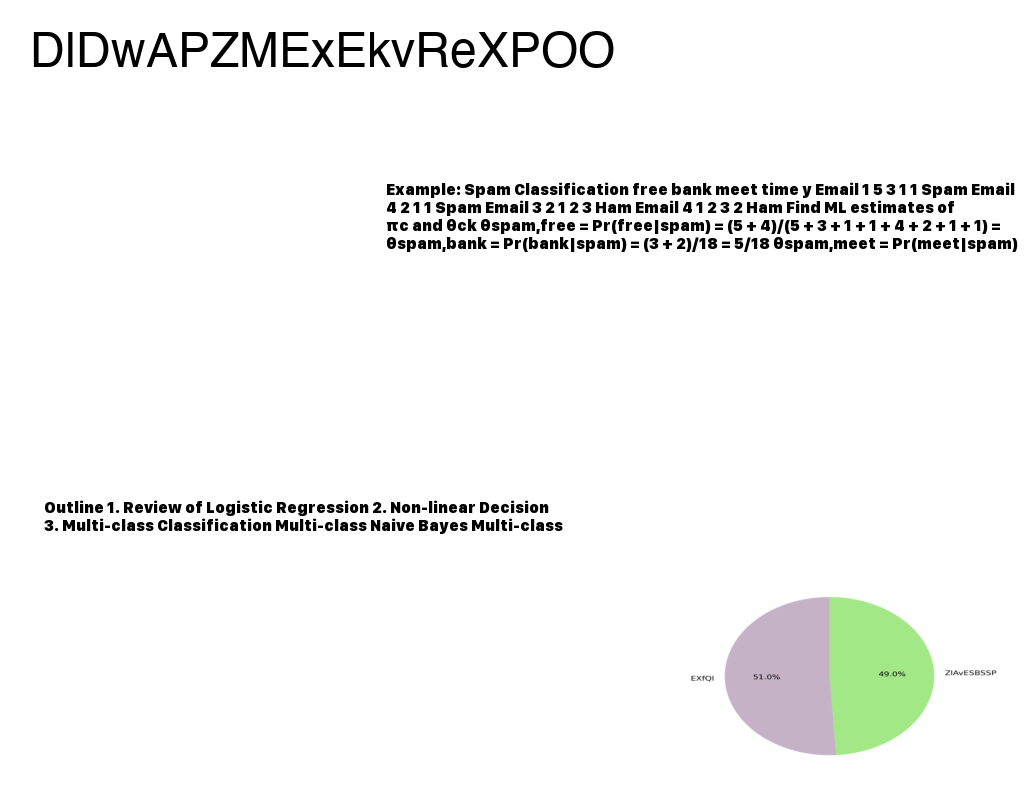 DlDwAPZMExEkvReXPOO
Example: Spam Classification free bank meet time y Email 1 5 3 1 1 Spam Email
4 2 1 1 Spam Email 3 2 1 2 3 Ham Email 4 1 2 3 2 Ham Find ML estimates of
πc and θck θspam,free = Pr(free|spam) = (5 + 4)/(5 + 3 + 1 + 1 + 4 + 2 + 1 + 1) =
θspam,bank = Pr(bank|spam) = (3 + 2)/18 = 5/18 θspam,meet = Pr(meet|spam)
Outline 1. Review of Logistic Regression 2. Non-linear Decision
3. Multi-class Classification Multi-class Naive Bayes Multi-class
EXfQI
51.0%
49.0%
ZIAvESBSSP